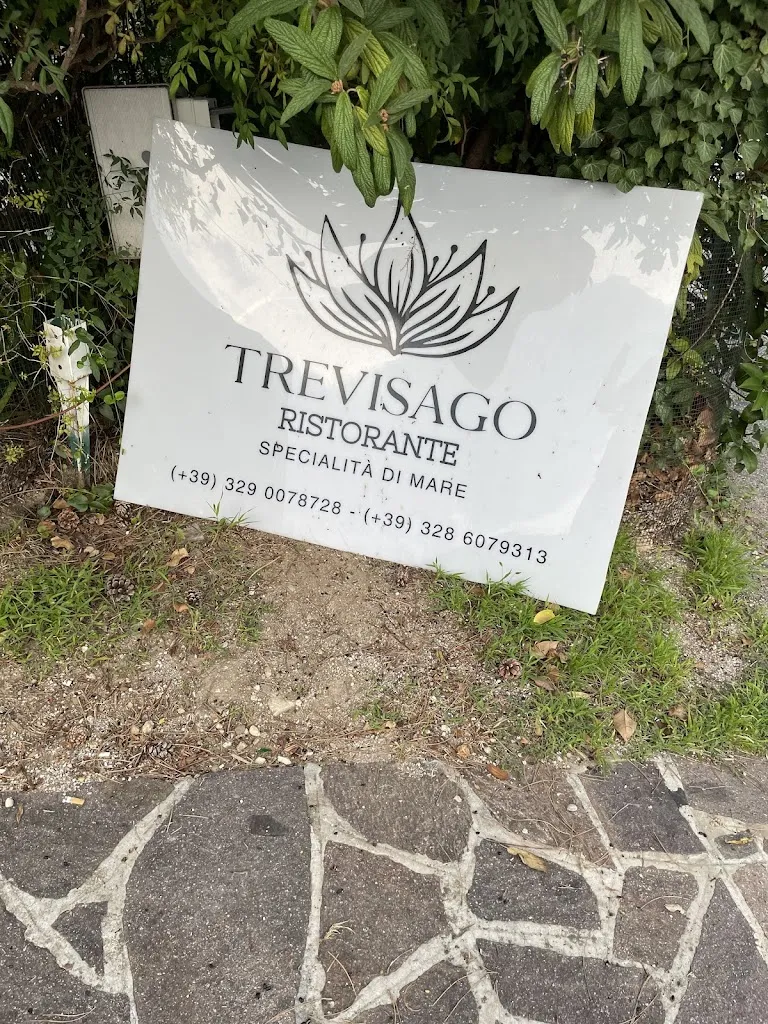 TREVISAGO
RISTORANTE
SPECIALITÀ DI MARE
(+39) 329 0078728 - (+39) 328 6079313